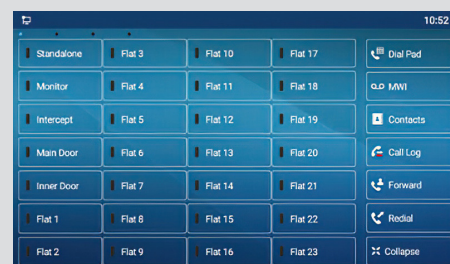 10:52
Standalone Flat 3 Flat 10 Flat 17 Dial Pad
Monitor Flat 4 Flat 11 Flat 18 MWI
Intercept Flat 5 Flat 12 Flat 19 Contacts
Main Door Flat 6 Flat 13 Flat 20 Call Log
Inner Door Flat 7 Flat 14 Flat 21 Forward
Flat 1 Flat 8 Flat 15 Flat 22 Redial
Flat 2 Flat 9 Flat 16 Flat 23 Collapse